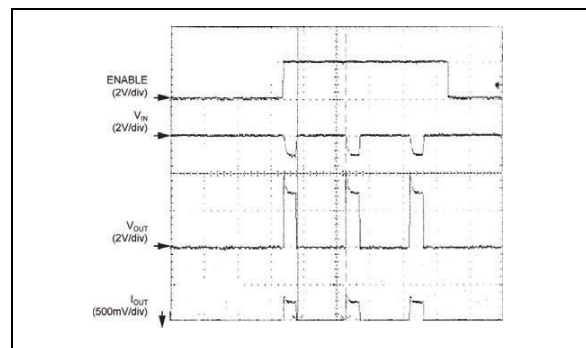 ENABLE
(2V/div)
VIN
(2V/div)
VOUT
(2V/div)
IOUT
(500mV/div)